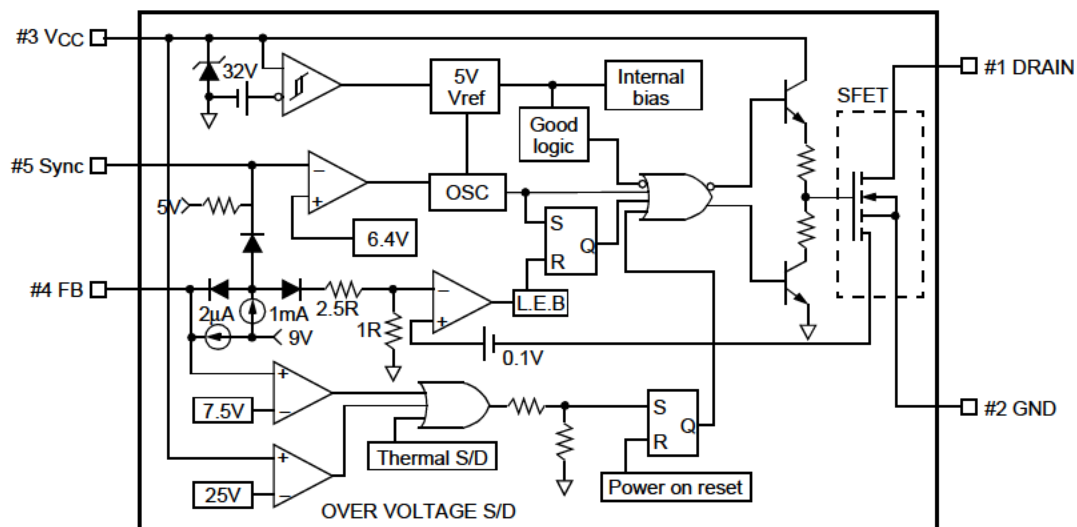 #3 VCC
32V
5V
Vref
Internal
bias
Good
logic
#1 DRAIN
SFET
#5 Sync
5V
6.4V
OSC
S
R
Q
#4 FB
2μA
1mA
9V
2.5R
1R
L.E.B
0.1V
7.5V
25V
Thermal S/D
S
R
Q
Power on reset
#2 GND
OVER VOLTAGE S/D
+
−
+
−
+
−
+
−